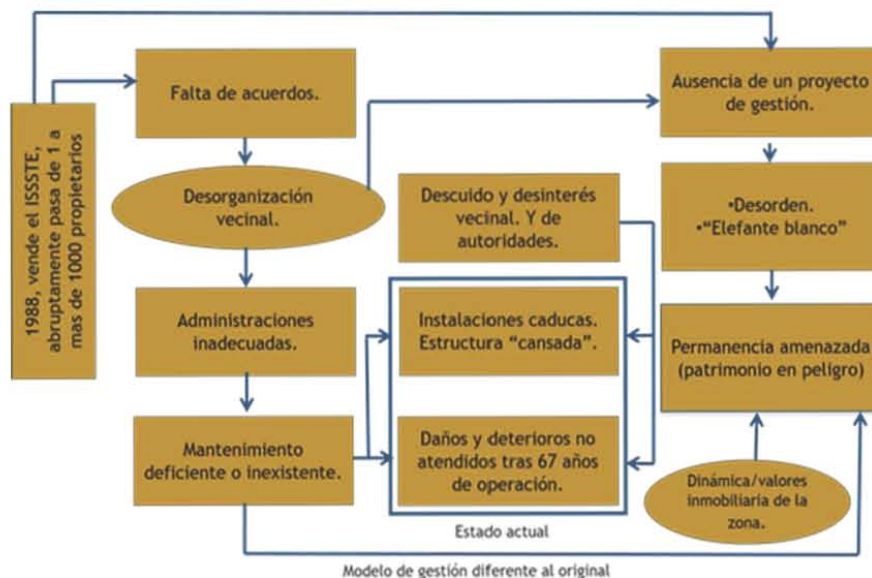 1988, vende el ISSSTE,
abruptamente pasa de 1 a
mas de 1000 propietarios
Falta de acuerdos.
Desorganización
vecinal.
Administraciones
inadecuadas.
Mantenimiento
deficiente o inexistente.
Descuido y desinterés
vecinal. Y de
autoridades.
Instalaciones caducas.
Estructura “cansada”.
Daños y deterioros no
atendidos tras 67 años
de operación.
Estado actual
Ausencia de un proyecto
de gestión.
•Desorden.
•“Elefante blanco”
Permanencia amenazada
(patrimonio en peligro)
Dinámica/valores
inmobiliaria de la
zona.
Modelo de gestión diferente al original